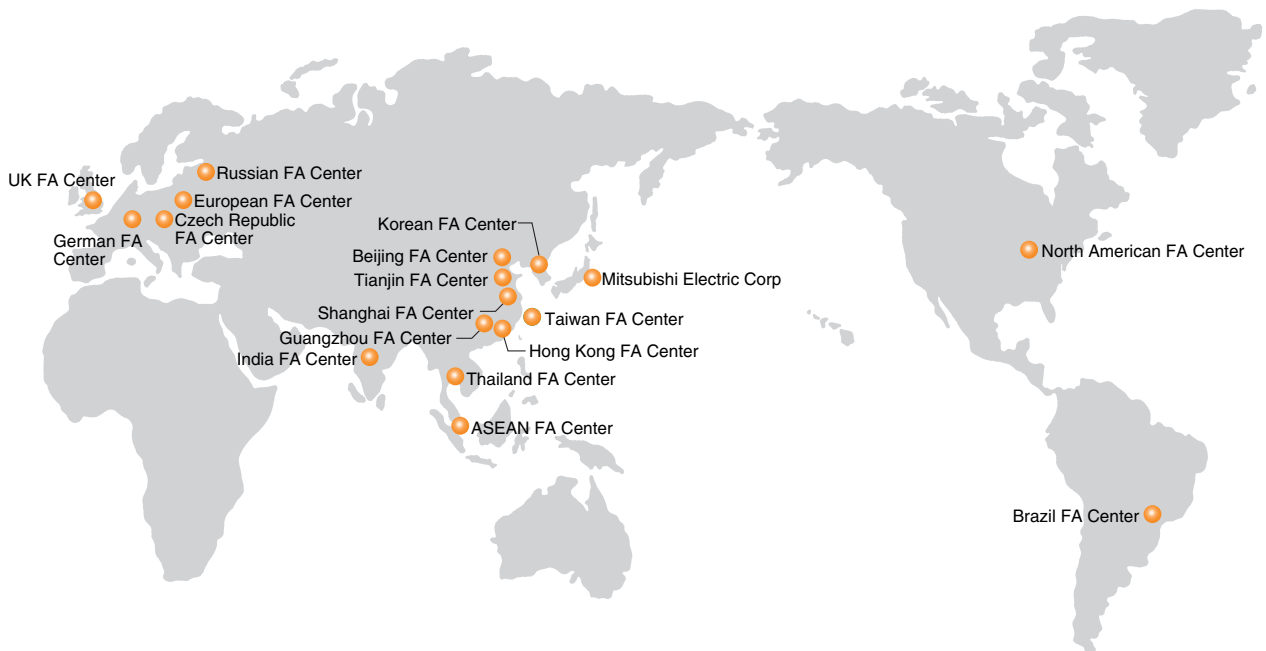 Russian FA Center
UK FA Center
European FA Center
Czech Republic
FA Center
German FA
Center
Korean FA Center
Beijing FA Center
Tianjin FA Center
Mitsubishi Electric Corp
Shanghai FA Center
Taiwan FA Center
Guangzhou FA Center
Hong Kong FA Center
India FA Center
Thailand FA Center
ASEAN FA Center
North American FA Center
Brazil FA Center